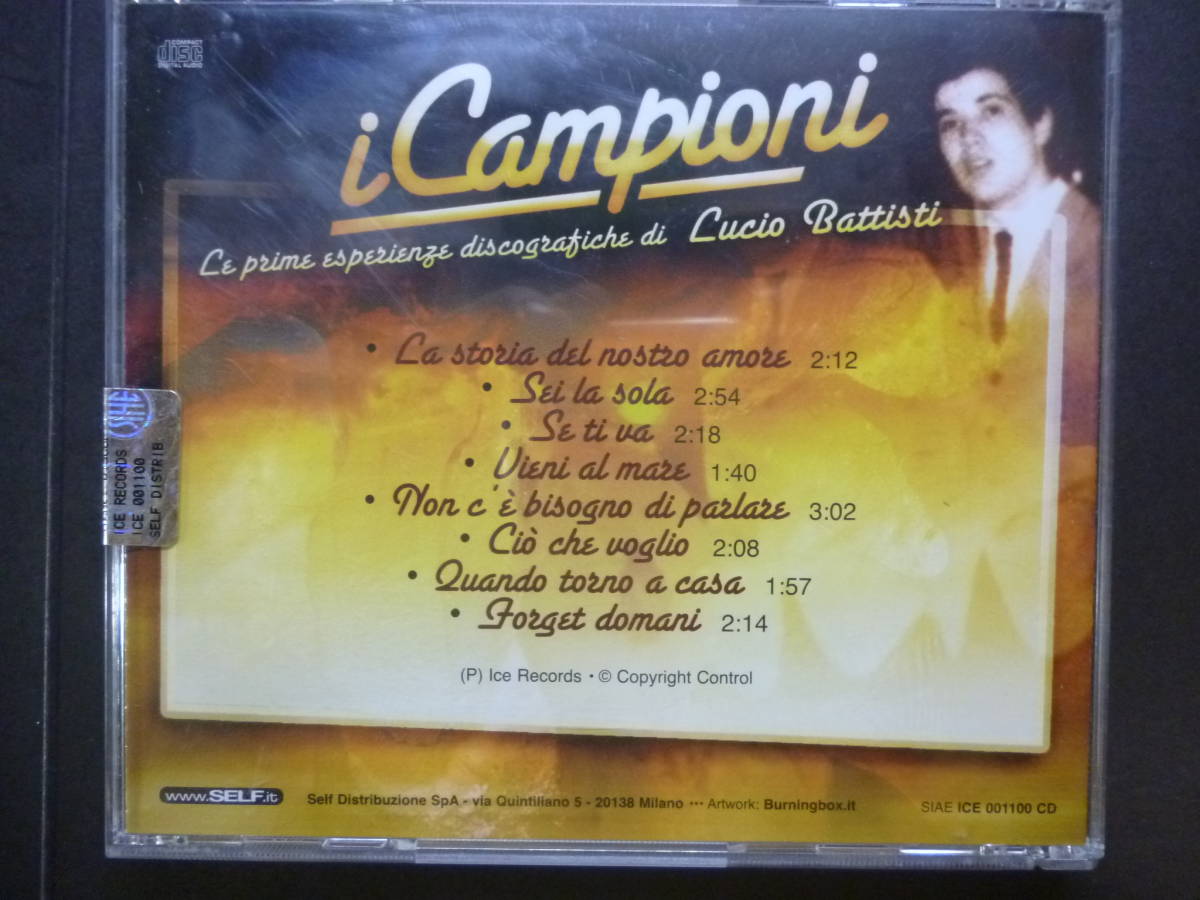 COMPACT
disc
DIGITAL AUDIO
i Campioni
Le prime esperienze discografiche di Lucio Battisti
• La storia del nostro amore 2:12
• Sei la sola 2:54
• Se ti va 2:18
• Vieni al mare 1:40
• Non c'è bisogno di parlare 3:02
• Ciò che voglio 2:08
• Quando torno a casa 1:57
• Forget domani 2:14
(P) Ice Records • © Copyright Control
www.SELF.it
Self Distribuzione SpA - via Quintiliano 5 - 20138 Milano ••• Artwork: Burningbox.it
SIAE ICE 001100 CD
ICE RECORDS
ICE 001100
SELF DISTRIB